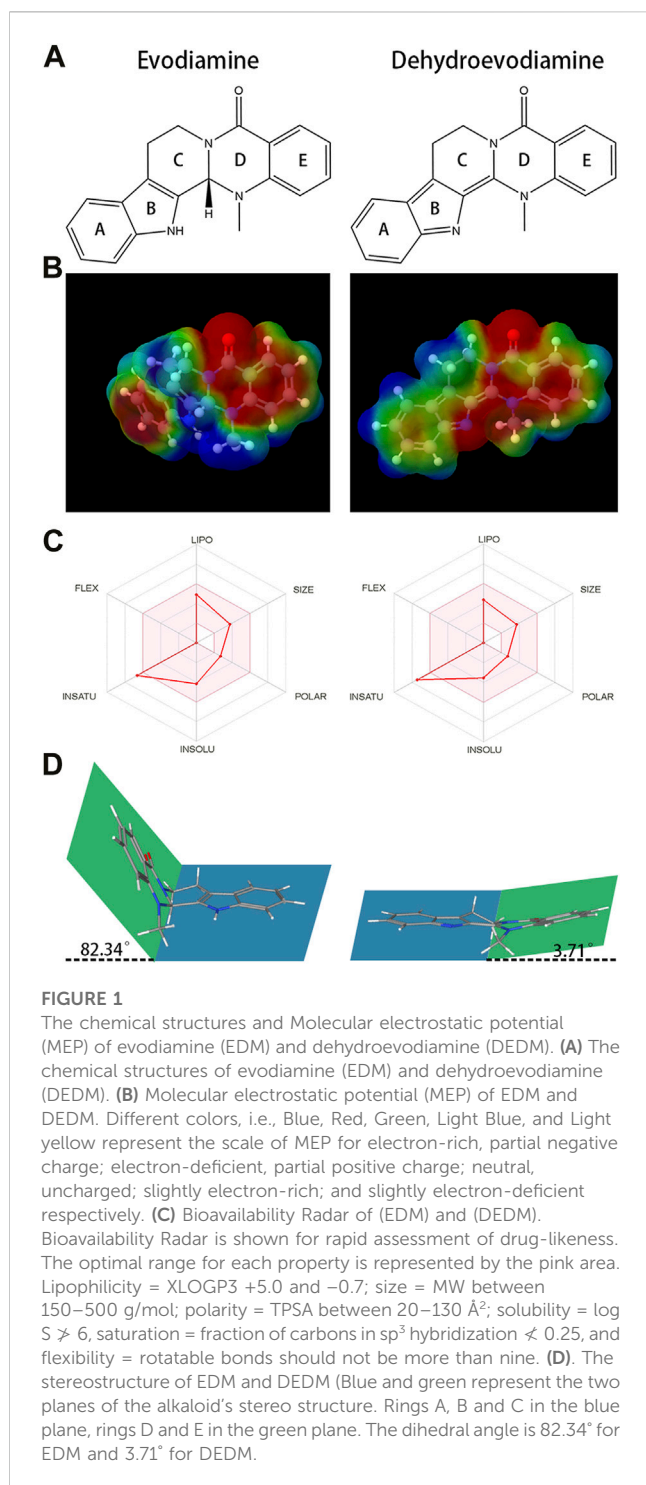 A
Evodiamine
Dehydroevodiamine
O
N
C
D
E
B
N
A
NH
H
O
N
C
D
E
B
N
A
N
B
C
LIPO
FLEX
SIZE
INSATU
POLAR
INSOLU
LIPO
FLEX
SIZE
INSATU
POLAR
INSOLU
D
82.34°
3.71°
FIGURE 1
The chemical structures and Molecular electrostatic potential
(MEP) of evodiamine (EDM) and dehydroevodiamine (DEDM). (A) The
chemical structures of evodiamine (EDM) and dehydroevodiamine
(DEDM). (B) Molecular electrostatic potential (MEP) of EDM and
DEDM. Different colors, i.e., Blue, Red, Green, Light Blue, and Light
yellow represent the scale of MEP for electron-rich, partial negative
charge; electron-deficient, partial positive charge; neutral,
uncharged; slightly electron-rich; and slightly electron-deficient
respectively. (C) Bioavailability Radar of (EDM) and (DEDM).
Bioavailability Radar is shown for rapid assessment of drug-likeness.
The optimal range for each property is represented by the pink area.
Lipophilicity = XLOGP3 +5.0 and –0.7; size = MW between
150–500 g/mol; polarity = TPSA between 20–130 Å²; solubility = log
S ≯ 6, saturation = fraction of carbons in sp³ hybridization ≮ 0.25, and
flexibility = rotatable bonds should not be more than nine. (D). The
stereostructure of EDM and DEDM (Blue and green represent the two
planes of the alkaloid's stereo structure. Rings A, B and C in the blue
plane, rings D and E in the green plane. The dihedral angle is 82.34° for
EDM and 3.71° for DEDM.